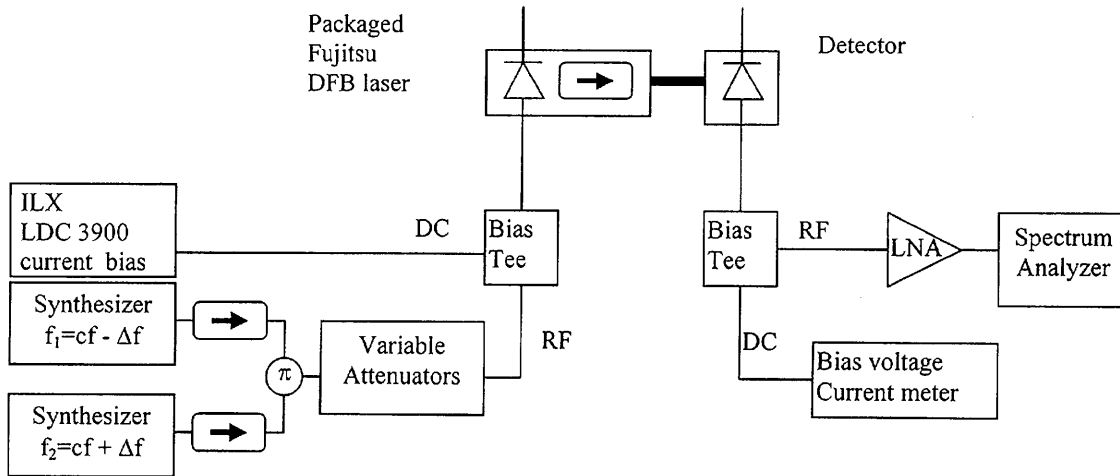 Packaged
Fujitsu
DFB laser
Detector
ILX
LDC 3900
current bias
DC
Bias
Tee
Bias
Tee
RF
LNA
Spectrum
Analyzer
Synthesizer
f₁=cf - Δf
π
Variable
Attenuators
RF
DC
Bias voltage
Current meter
Synthesizer
f₂=cf + Δf